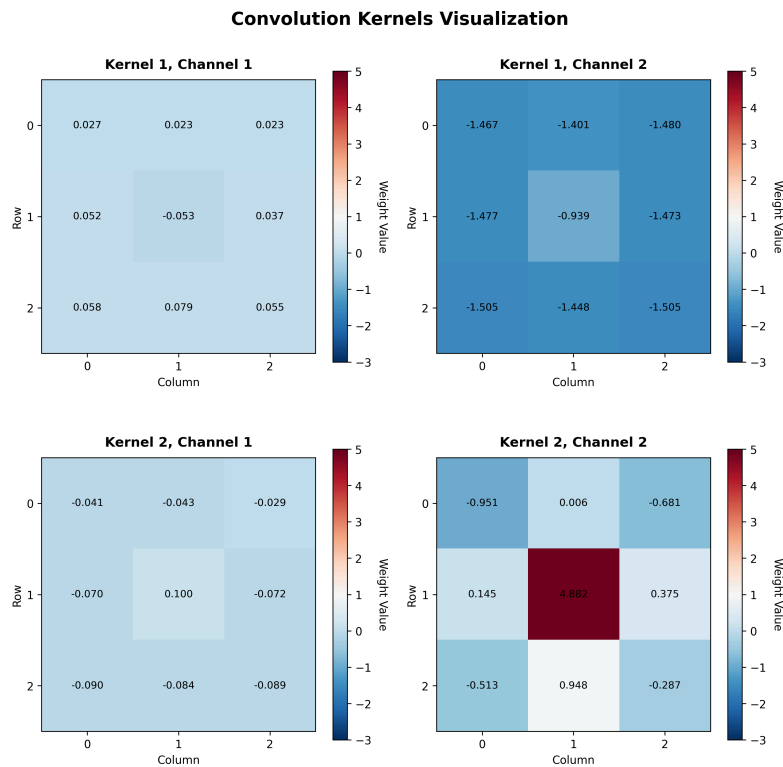 Convolution Kernels Visualization
Kernel 1, Channel 1
0.027 0.023 0.023
0.052 -0.053 0.037
0.058 0.079 0.055
0
1
2
Row
0 1 2
Column
5
4
3
2
1
0
−1
−2
−3
Weight Value
Kernel 1, Channel 2
-1.467 -1.401 -1.480
-1.477 -0.939 -1.473
-1.505 -1.448 -1.505
0
1
2
Row
0 1 2
Column
5
4
3
2
1
0
−1
−2
−3
Weight Value
Kernel 2, Channel 1
-0.041 -0.043 -0.029
-0.070 0.100 -0.072
-0.090 -0.084 -0.089
0
1
2
Row
0 1 2
Column
5
4
3
2
1
0
−1
−2
−3
Weight Value
Kernel 2, Channel 2
-0.951 0.006 -0.681
0.145 4.882 0.375
-0.513 0.948 -0.287
0
1
2
Row
0 1 2
Column
5
4
3
2
1
0
−1
−2
−3
Weight Value